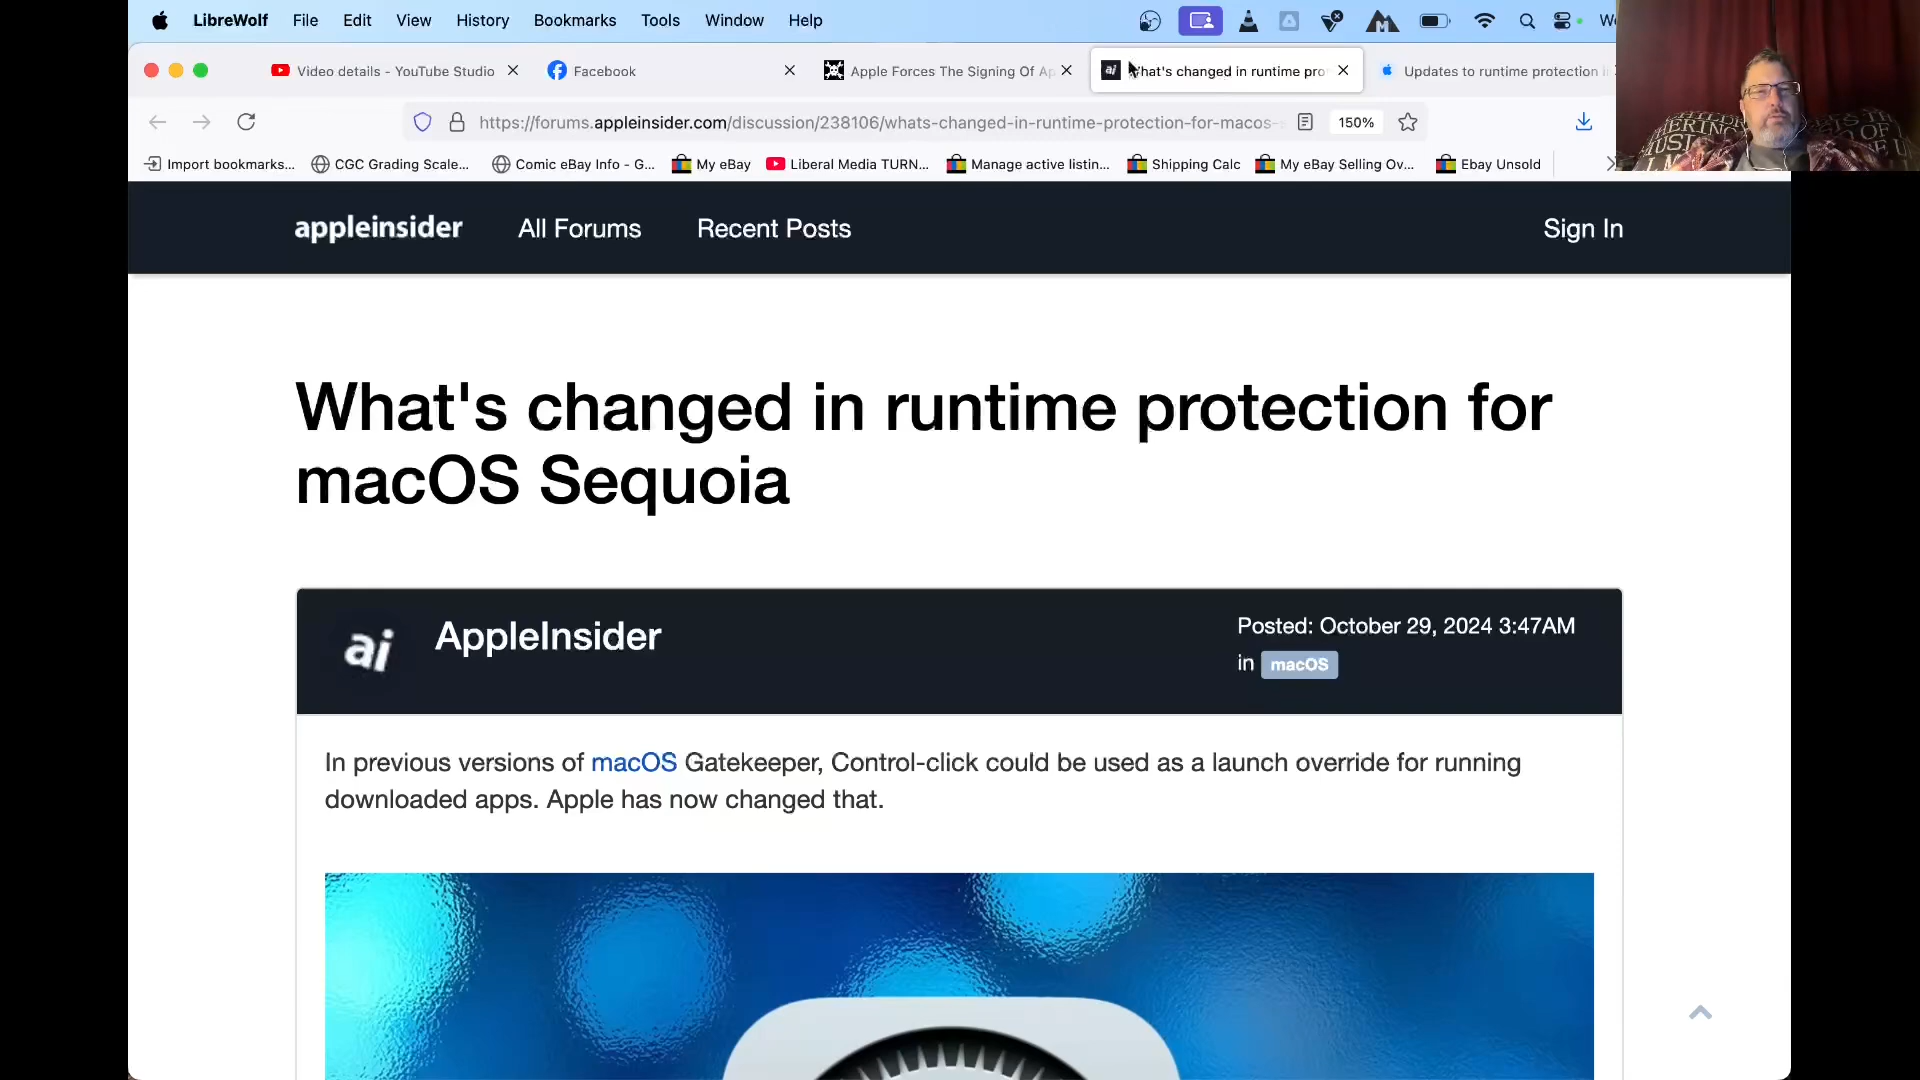 LibreWolf File Edit View History Bookmarks Tools Window Help We
Video details - YouTube Studio
Facebook
Apple Forces The Signing Of Ap
hat's changed in runtime pro
Updates to runtime protection i
https://forums.appleinsider.com/discussion/238106/whats-changed-in-runtime-protection-for-macos-
150%
Import bookmarks...
CGC Grading Scale...
Comic eBay Info - G...
My eBay
Liberal Media TURN...
Manage active listin...
Shipping Calc
My eBay Selling Ov...
Ebay Unsold
appleinsider All Forums Recent Posts Sign In
What's changed in runtime protection for
macOS Sequoia
ai AppleInsider
Posted: October 29, 2024 3:47AM
in macOS
In previous versions of macOS Gatekeeper, Control-click could be used as a launch override for running
downloaded apps. Apple has now changed that.